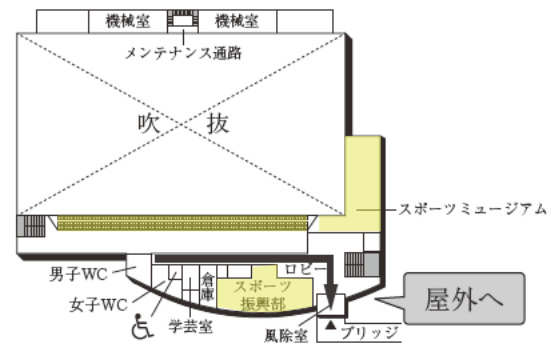 機械室 機械室
メンテナンス通路
吹 抜
スポーツミュージアム
男子WC
女子WC
倉庫
ロビー
スポーツ
振興部
屋外へ
学芸室
風除室
ブリッジ